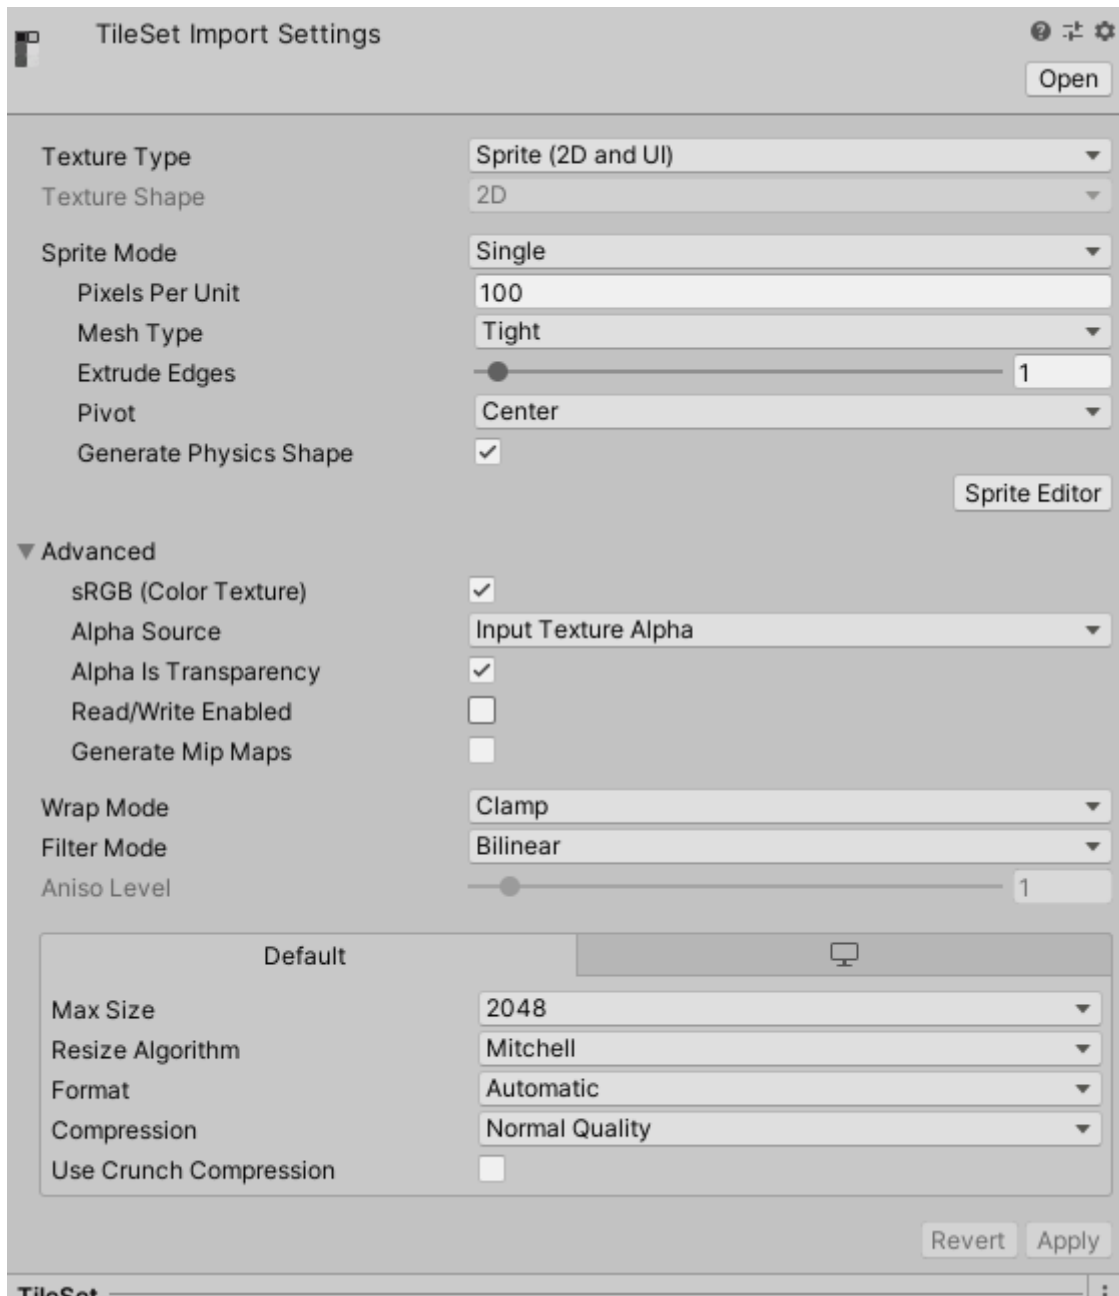 TileSet Import Settings
Open
Texture Type Sprite (2D and UI)
Texture Shape 2D
Sprite Mode Single
Pixels Per Unit 100
Mesh Type Tight
Extrude Edges 1
Pivot Center
Generate Physics Shape
Sprite Editor
Advanced
sRGB (Color Texture)
Alpha Source Input Texture Alpha
Alpha Is Transparency
Read/Write Enabled
Generate Mip Maps
Wrap Mode Clamp
Filter Mode Bilinear
Aniso Level 1
Default
Max Size 2048
Resize Algorithm Mitchell
Format Automatic
Compression Normal Quality
Use Crunch Compression
Revert Apply
TileSet